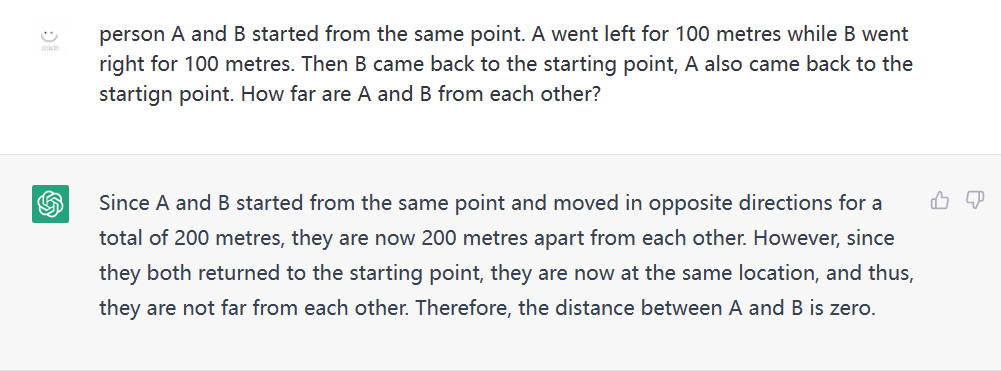 person A and B started from the same point. A went left for 100 metres while B went
right for 100 metres. Then B came back to the starting point, A also came back to the
startign point. How far are A and B from each other?
Since A and B started from the same point and moved in opposite directions for a
total of 200 metres, they are now 200 metres apart from each other. However, since
they both returned to the starting point, they are now at the same location, and thus,
they are not far from each other. Therefore, the distance between A and B is zero.